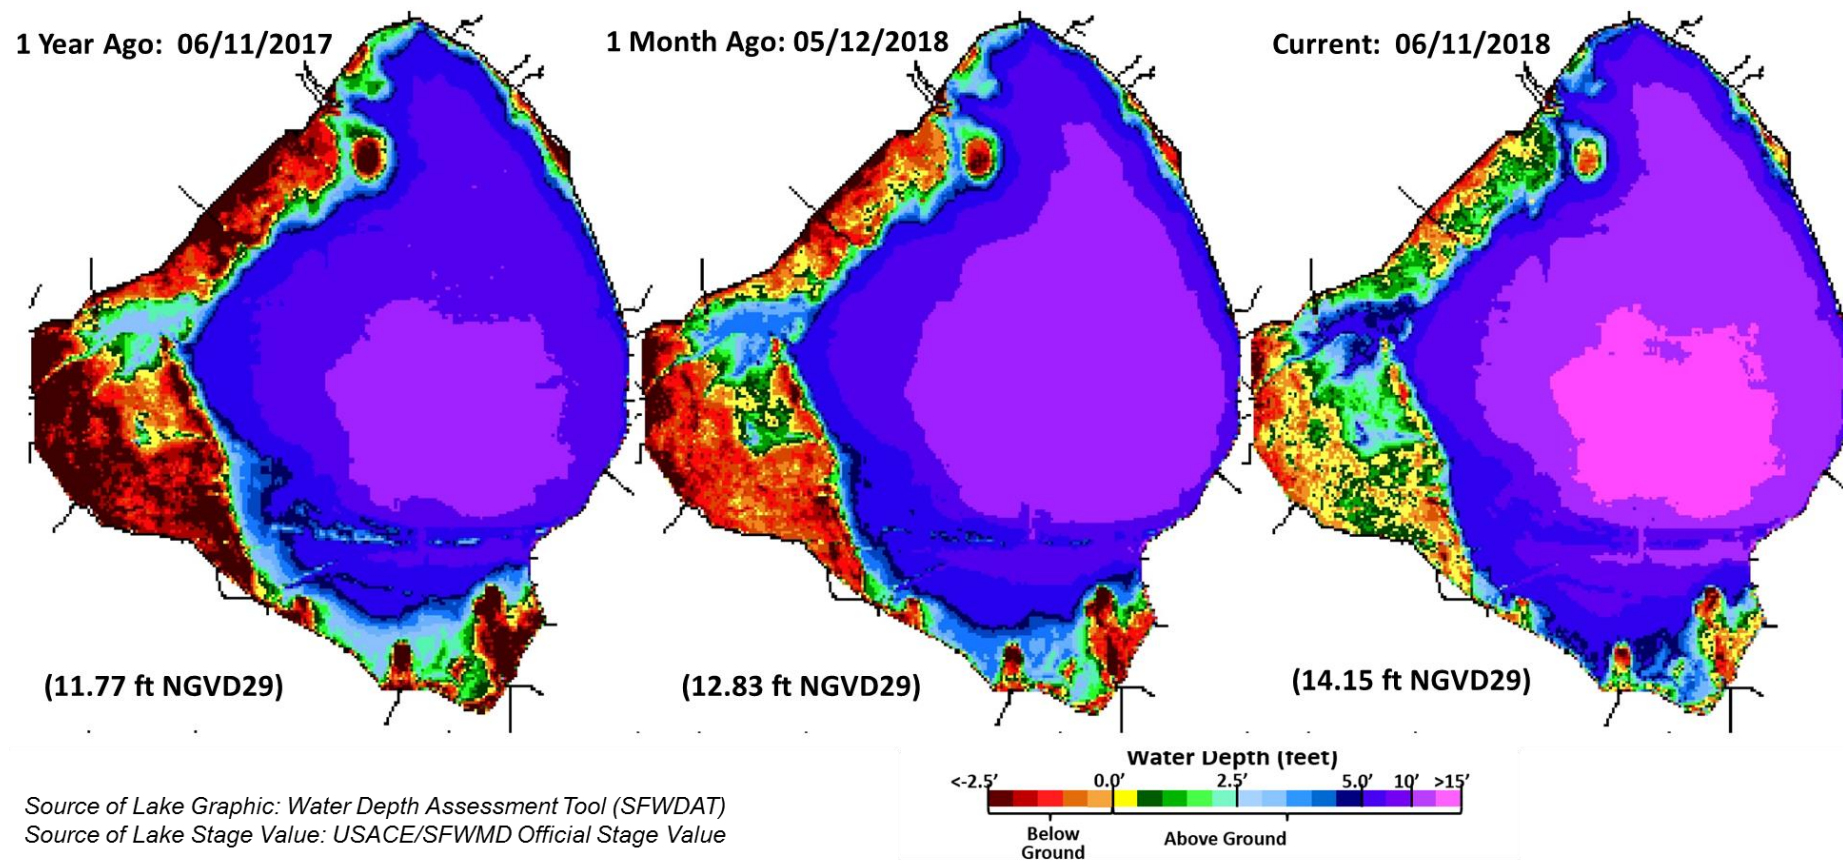 1 Year Ago:  06/11/2017
1 Month Ago: 05/12/2018
Current:  06/11/2018
(11.77 ft NGVD29)
(12.83 ft NGVD29)
(14.15 ft NGVD29)
Water Depth (feet)
<-2.5' 0.0' 2.5' 5.0' 10' >15'
Below
Ground
Above Ground
Source of Lake Graphic: Water Depth Assessment Tool (SFWDAT)
Source of Lake Stage Value: USACE/SFWMD Official Stage Value